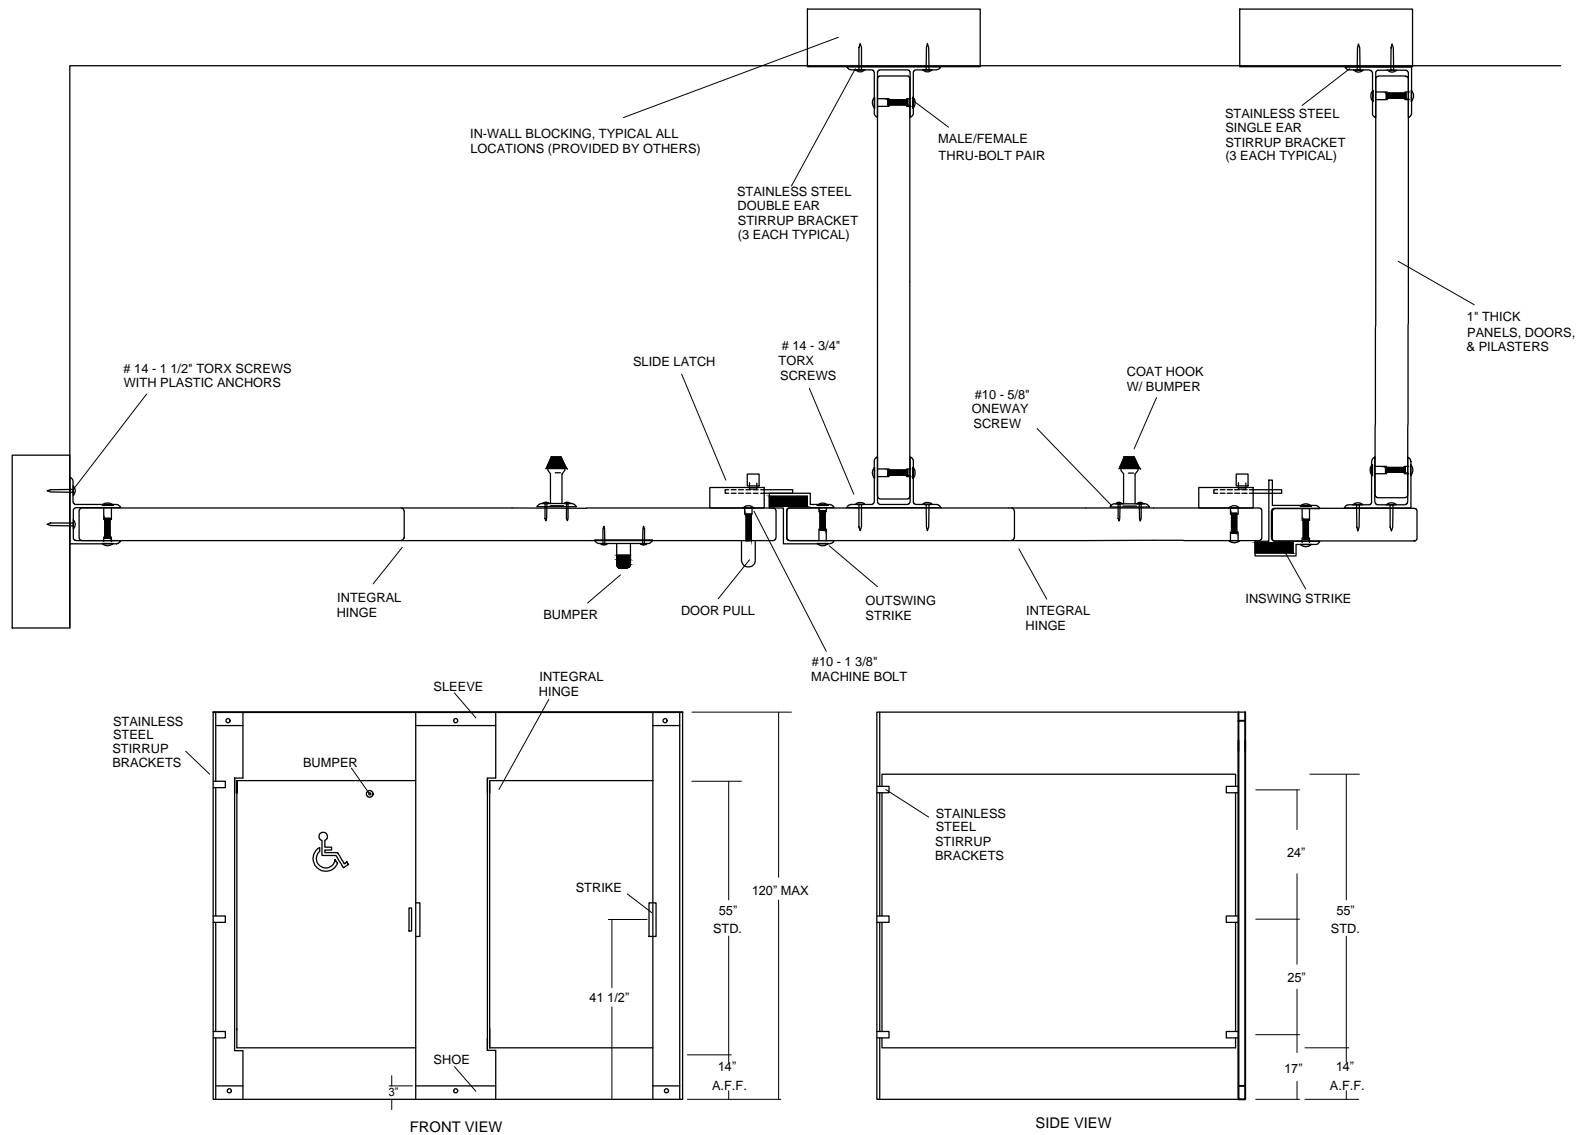 IN-WALL BLOCKING, TYPICAL ALL
LOCATIONS (PROVIDED BY OTHERS)
MALE/FEMALE
THRU-BOLT PAIR
STAINLESS STEEL
SINGLE EAR
STIRRUP BRACKET
(3 EACH TYPICAL)
STAINLESS STEEL
DOUBLE EAR
STIRRUP BRACKET
(3 EACH TYPICAL)
1" THICK
PANELS, DOORS,
& PILASTERS
# 14 - 1 1/2" TORX SCREWS
WITH PLASTIC ANCHORS
SLIDE LATCH
# 14 - 3/4"
TORX
SCREWS
#10 - 5/8"
ONEWAY
SCREW
COAT HOOK
W/ BUMPER
INTEGRAL
HINGE
BUMPER
DOOR PULL
OUTSWING
STRIKE
INTEGRAL
HINGE
INSWING STRIKE
#10 - 1 3/8"
MACHINE BOLT
SLEEVE
INTEGRAL
HINGE
STAINLESS
STEEL
STIRRUP
BRACKETS
BUMPER
STRIKE
41 1/2"
SHOE
3"
55"
STD.
14"
A.F.F.
120" MAX
FRONT VIEW
STAINLESS
STEEL
STIRRUP
BRACKETS
24"
25"
17"
55"
STD.
14"
A.F.F.
SIDE VIEW